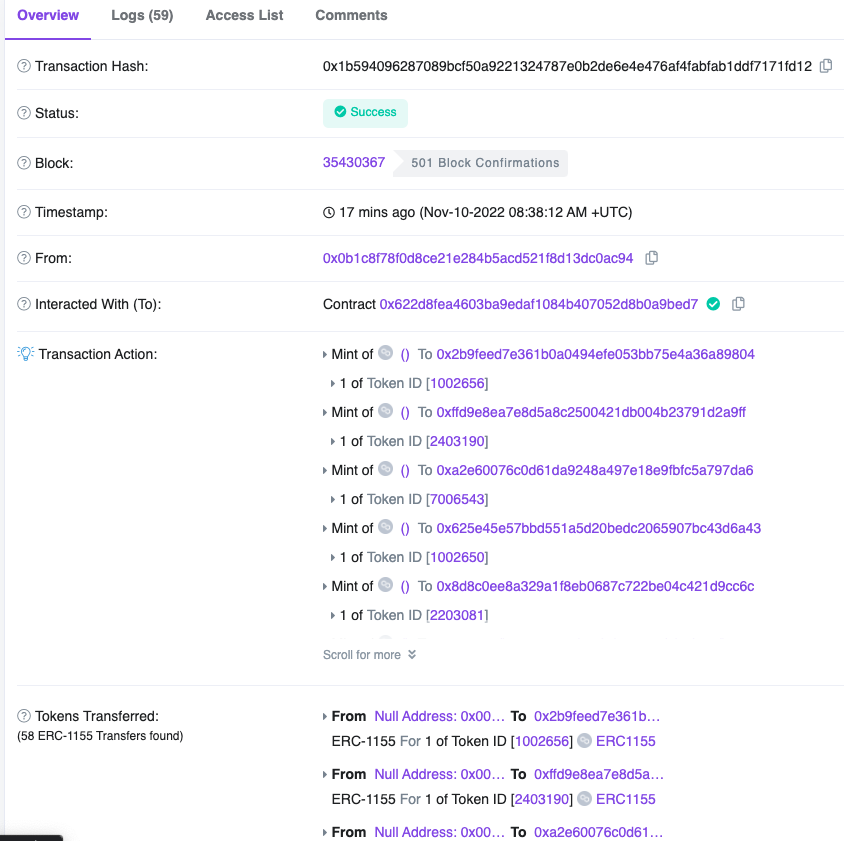 Overview Logs (59) Access List Comments
Transaction Hash: 0x1b594096287089bcf50a9221324787e0b2de6e4e476af4fabfab1ddf7171fd12
Status: Success
Block: 35430367 501 Block Confirmations
Timestamp: 17 mins ago (Nov-10-2022 08:38:12 AM +UTC)
From: 0x0b1c8f78f0d8ce21e284b5acd521f8d13dc0ac94
Interacted With (To): Contract 0x622d8fea4603ba9edaf1084b407052d8b0a9bed7
Transaction Action: Mint of () To 0x2b9feed7e361b0a0494efe053bb75e4a36a89804
1 of Token ID [1002656]
Mint of () To 0xffd9e8ea7e8d5a8c2500421db004b23791d2a9ff
1 of Token ID [2403190]
Mint of () To 0xa2e60076c0d61da9248a497e18e9fbfc5a797da6
1 of Token ID [7006543]
Mint of () To 0x625e45e57bbd551a5d20bedc2065907bc43d6a43
1 of Token ID [1002650]
Mint of () To 0x8d8c0ee8a329a1f8eb0687c722be04c421d9cc6c
1 of Token ID [2203081]
Scroll for more
Tokens Transferred: From Null Address: 0x00... To 0x2b9feed7e361b...
(58 ERC-1155 Transfers found) ERC-1155 For 1 of Token ID [1002656] ERC1155
From Null Address: 0x00... To 0xffd9e8ea7e8d5a...
ERC-1155 For 1 of Token ID [2403190] ERC1155
From Null Address: 0x00... To 0xa2e60076c0d61...